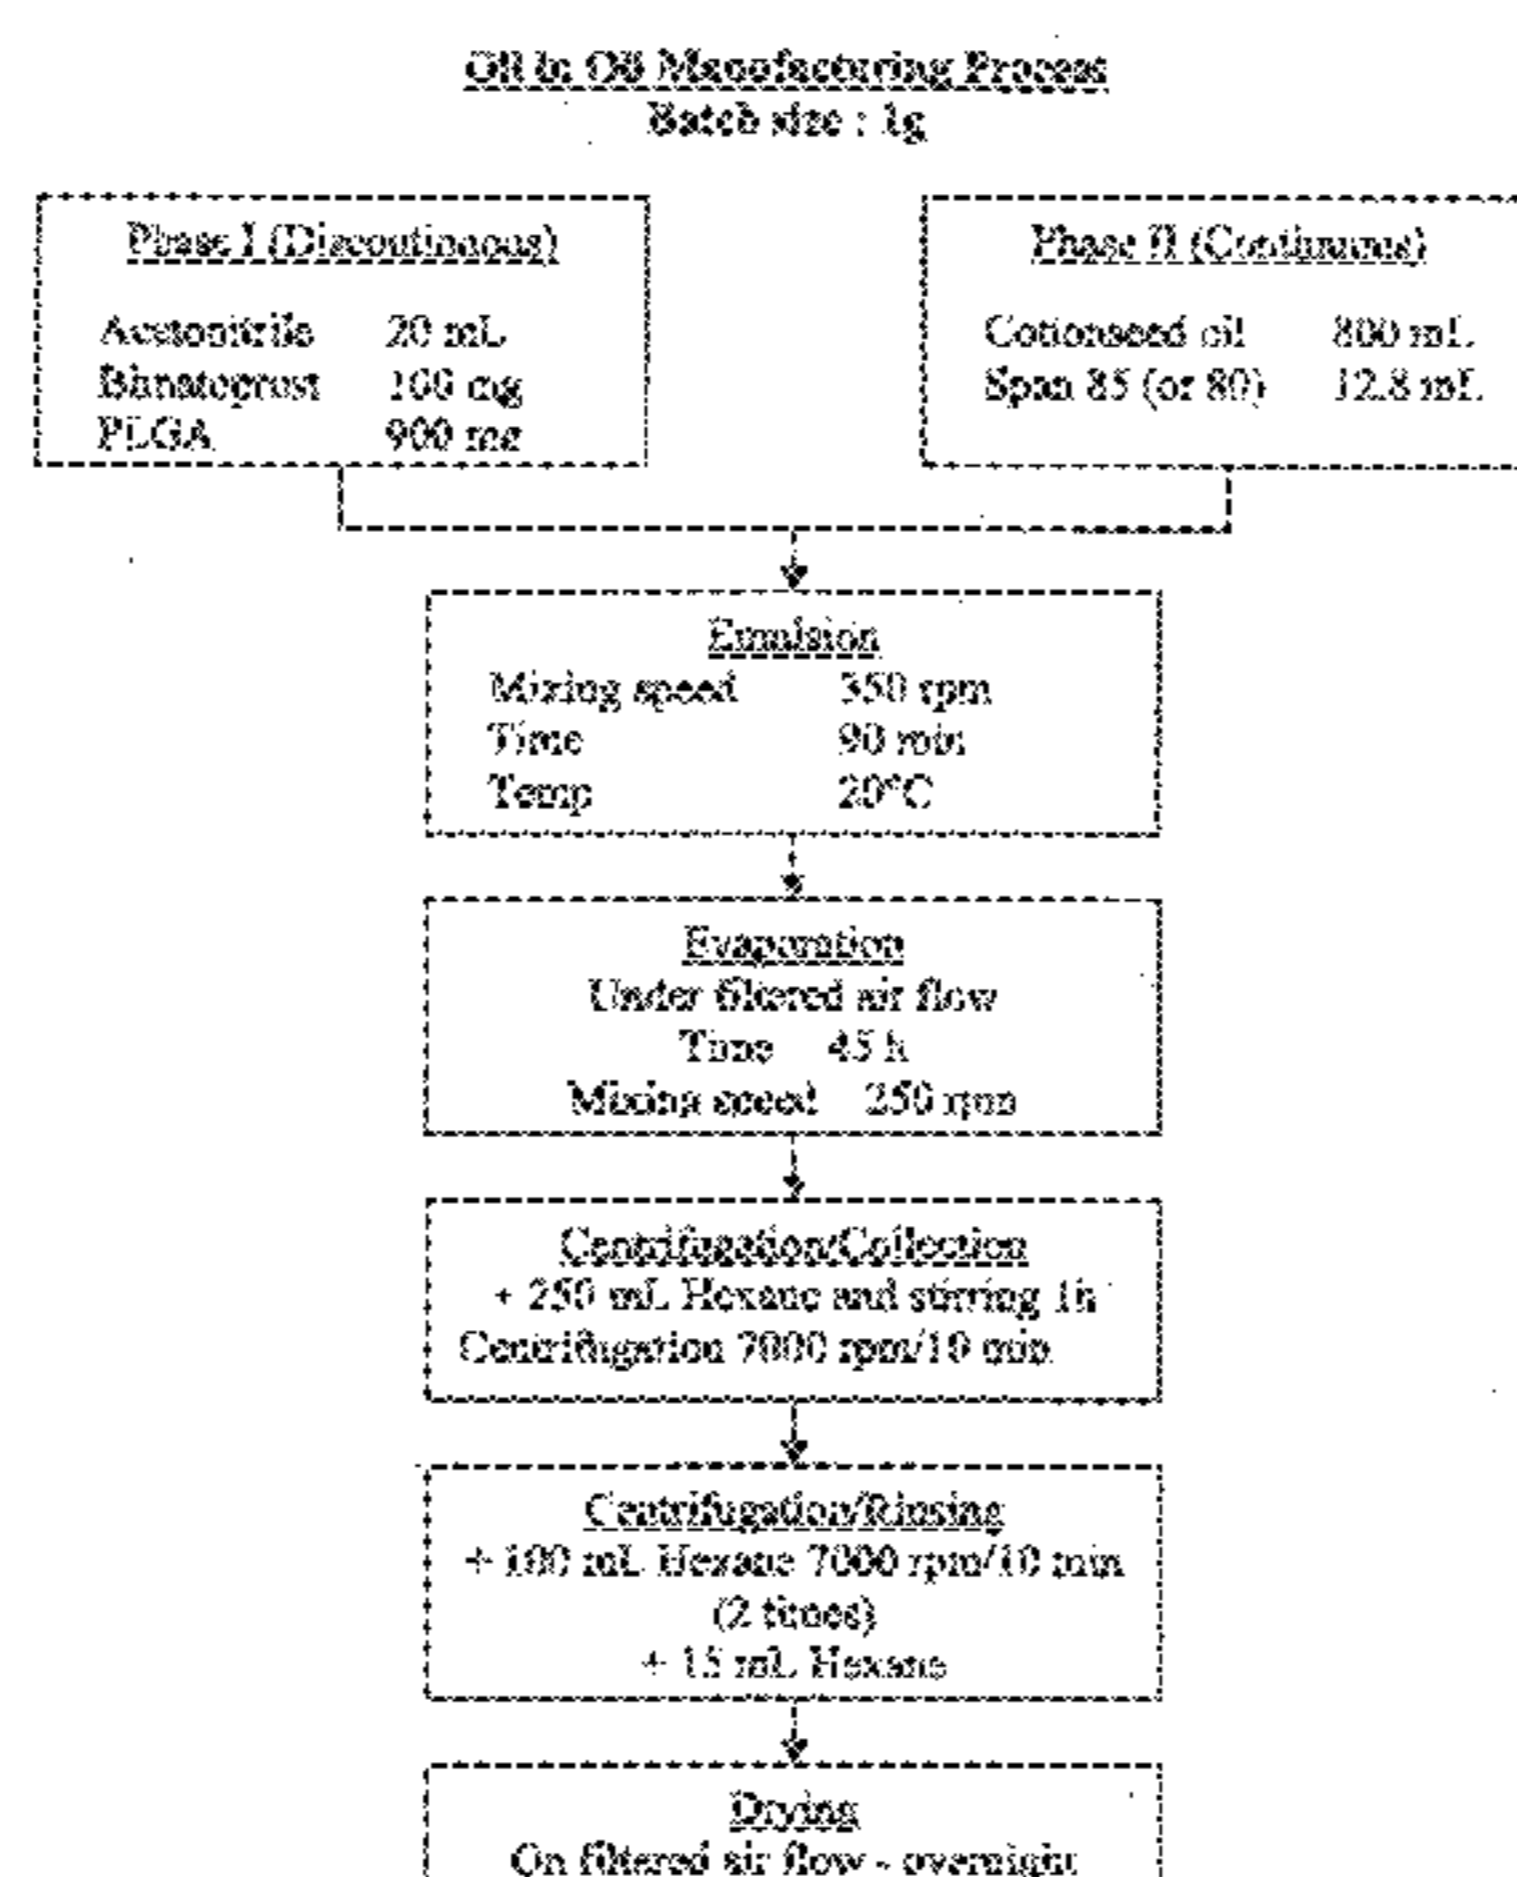 Oil in Oil Manufacturing Process
Batch size : 1g
Phase I (Discontinuous)
Acetonitrile 20 mL
Bimatoprost 100 mg
PLGA 900 mg
Phase II (Continuous)
Cottonseed oil 800 mL
Span 85 (or 80) 12.8 mL
Emulsion
Mixing speed 350 rpm
Time 90 min
Temp 20°C
Evaporation
Under filtered air flow
Time 45 h
Mixing speed 250 rpm
Centrifugation/Collection
+ 250 mL Hexane and stirring 1h
Centrifugation 7000 rpm/10 min
Centrifugation/Rinsing
+ 100 mL Hexane 7000 rpm/10 min
(2 times)
+ 15 mL Hexane
Drying
On filtered air flow - overnight